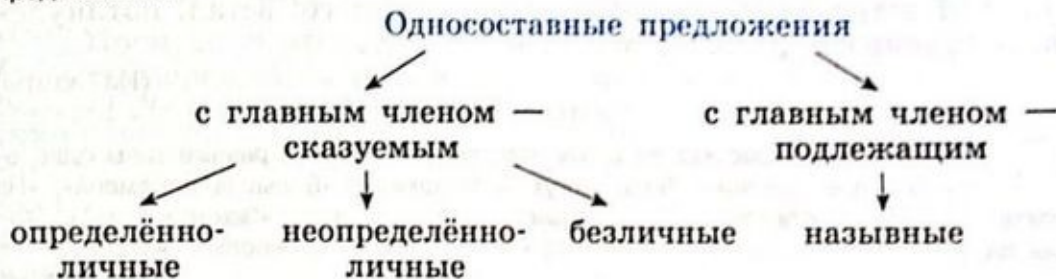 Односоставные предложения
с главным членом —
сказуемым
с главным членом —
подлежащим
определённо-
личные
неопределённо-
личные
безличные
назывные